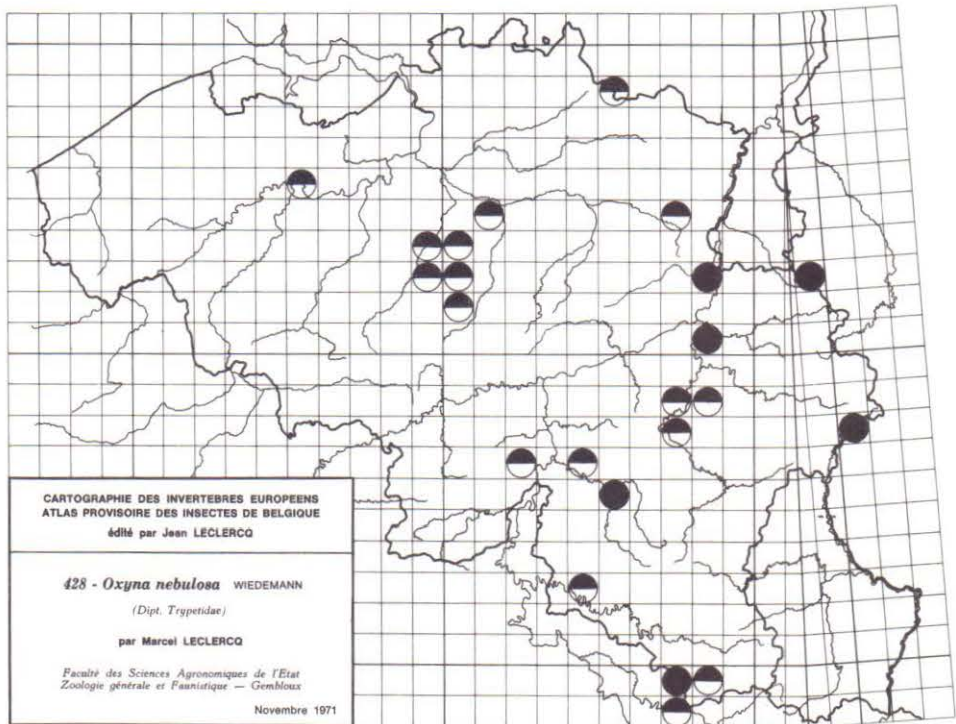 CARTOGRAPHIE DES INVERTEBRES EUROPEENS
ATLAS PROVISOIRE DES INSECTES DE BELGIQUE
édité par Jean LECLERCQ
428 - Oxyna nebulosa WIEDEMANN
(Dipt. Trypetidae)
par Marcel LECLERCQ
Faculté des Sciences Agronomiques de l'Etat
Zoologie générale et Faunistique — Gembloux
Novembre 1971